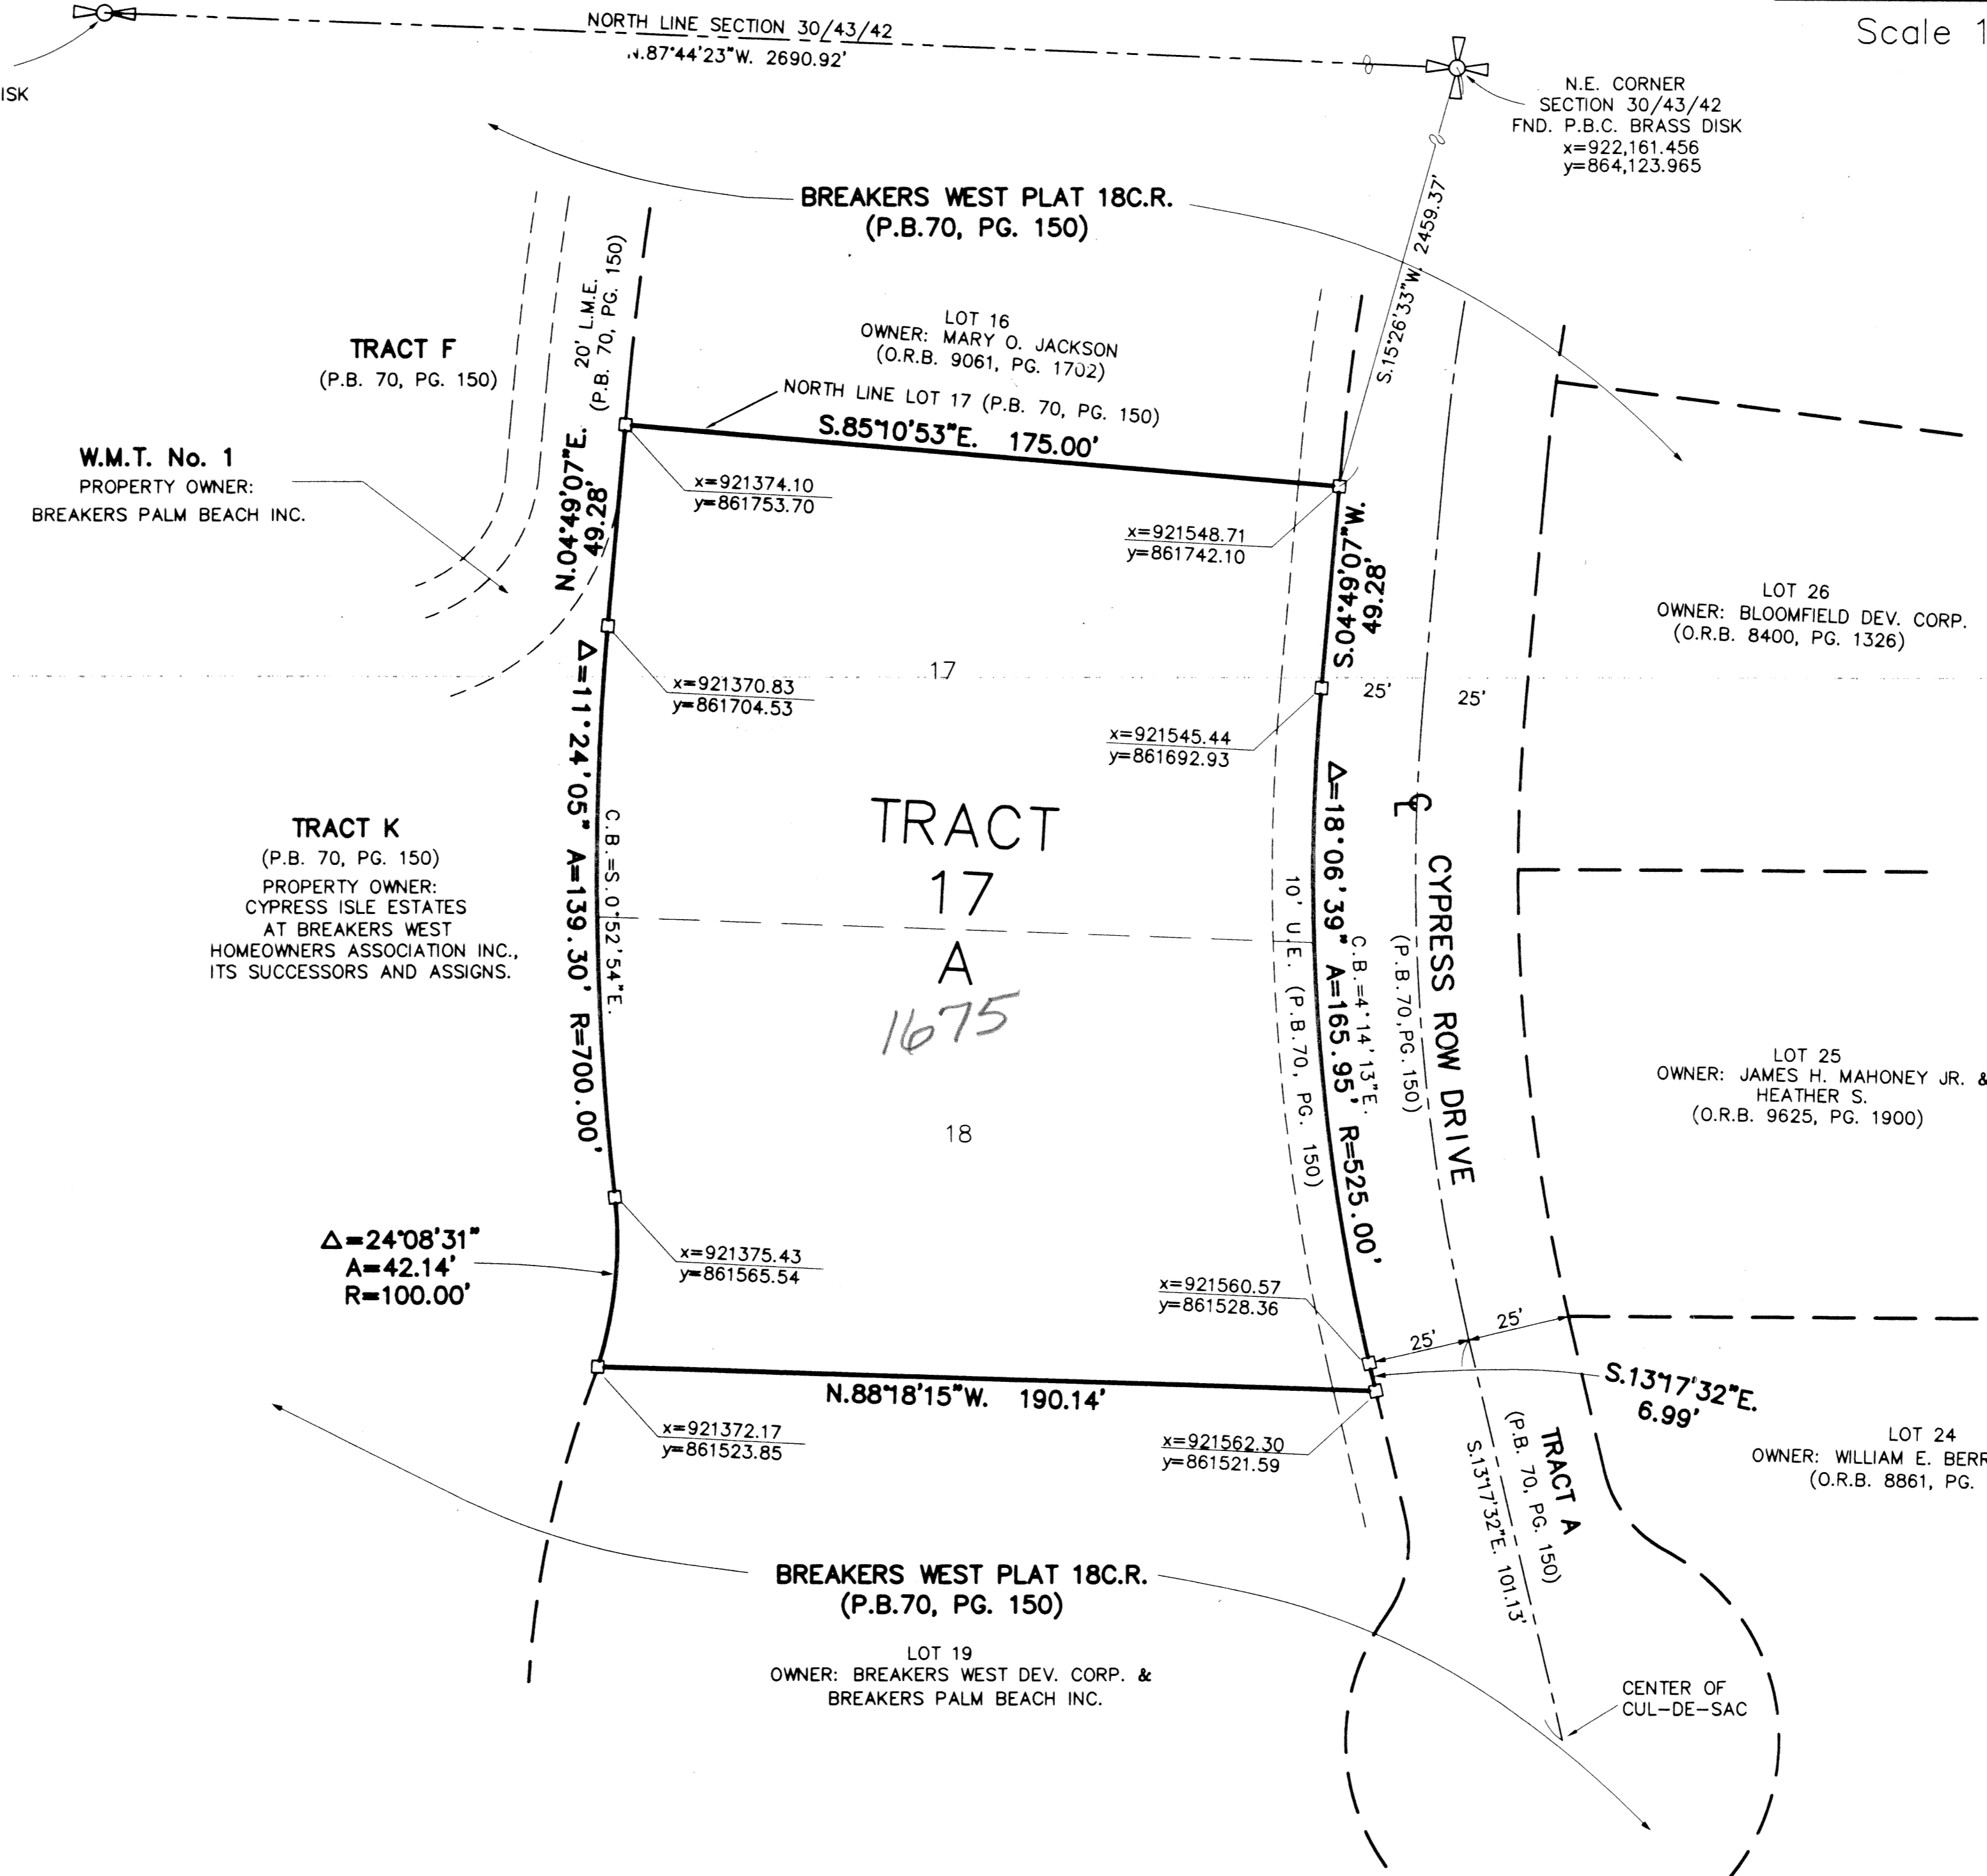 Scale 1
NORTH LINE SECTION 30/43/42
N.87°44'23"W. 2690.92'
ISK
N.E. CORNER
SECTION 30/43/42
FND. P.B.C. BRASS DISK
x=922,161.456
y=864,123.965
BREAKERS WEST PLAT 18C.R.
(P.B.70, PG. 150)
S.15°26'33"W. 2459.37'
20' L.M.E.
(P.B. 70, PG. 150)
TRACT F
(P.B. 70, PG. 150)
LOT 16
OWNER: MARY O. JACKSON
(O.R.B. 9061, PG. 1702)
NORTH LINE LOT 17 (P.B. 70, PG. 150)
S.85°10'53"E. 175.00'
W.M.T. No. 1
PROPERTY OWNER:
BREAKERS PALM BEACH INC.
N.04°49'07"E.
49.28'
x=921374.10
y=861753.70
x=921548.71
y=861742.10
S.04°49'07"W.
49.28'
LOT 26
OWNER: BLOOMFIELD DEV. CORP.
(O.R.B. 8400, PG. 1326)
17
x=921370.83
y=861704.53
25'
25'
x=921545.44
y=861692.93
Δ=11°24'05" A=139.30' R=700.00'
C.B.=S.0°52'54"E.
TRACT
17
A
1675
18
Δ=18°06'39" A=165.95' R=525.00'
C.B.=4°14'13"E.
10' U.E. (P.B.70, PG. 150)
CL
CYPRESS ROW DRIVE
(P.B.70,PG.150)
TRACT K
(P.B. 70, PG. 150)
PROPERTY OWNER:
CYPRESS ISLE ESTATES
AT BREAKERS WEST
HOMEOWNERS ASSOCIATION INC.,
ITS SUCCESSORS AND ASSIGNS.
LOT 25
OWNER: JAMES H. MAHONEY JR. &
HEATHER S.
(O.R.B. 9625, PG. 1900)
Δ=24°08'31"
A=42.14'
R=100.00'
x=921375.43
y=861565.54
x=921560.57
y=861528.36
25'
25'
S.13°17'32"E.
6.99'
N.88°18'15"W. 190.14'
x=921372.17
y=861523.85
x=921562.30
y=861521.59
TRACT A
(P.B. 70, PG. 150)
S.13°17'32"E. 101.13'
LOT 24
OWNER: WILLIAM E. BERR
(O.R.B. 8861, PG.
BREAKERS WEST PLAT 18C.R.
(P.B.70, PG. 150)
LOT 19
OWNER: BREAKERS WEST DEV. CORP. &
BREAKERS PALM BEACH INC.
CENTER OF
CUL-DE-SAC